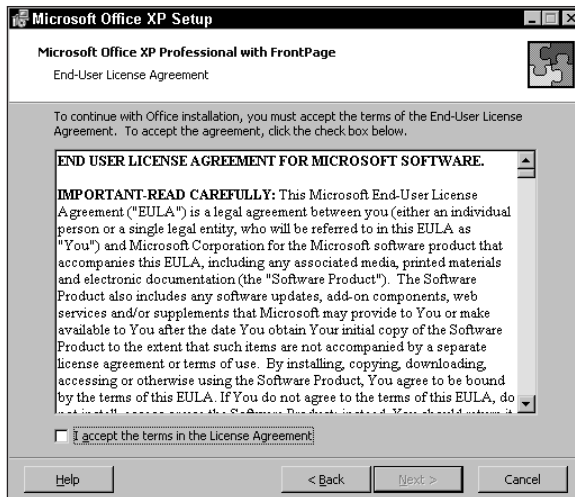 Microsoft Office XP Setup
Microsoft Office XP Professional with FrontPage
End-User License Agreement
To continue with Office installation, you must accept the terms of the End-User License
Agreement. To accept the agreement, click the check box below.
END USER LICENSE AGREEMENT FOR MICROSOFT SOFTWARE.
IMPORTANT-READ CAREFULLY: This Microsoft End-User License
Agreement ("EULA") is a legal agreement between you (either an individual
person or a single legal entity, who will be referred to in this EULA as
"You") and Microsoft Corporation for the Microsoft software product that
accompanies this EULA, including any associated media, printed materials
and electronic documentation (the "Software Product"). The Software
Product also includes any software updates, add-on components, web
services and/or supplements that Microsoft may provide to You or make
available to You after the date You obtain Your initial copy of the Software
Product to the extent that such items are not accompanied by a separate
license agreement or terms of use. By installing, copying, downloading,
accessing or otherwise using the Software Product, You agree to be bound
by the terms of this EULA. If You do not agree to the terms of this EULA, do
I accept the terms in the License Agreement
Help < Back Next > Cancel